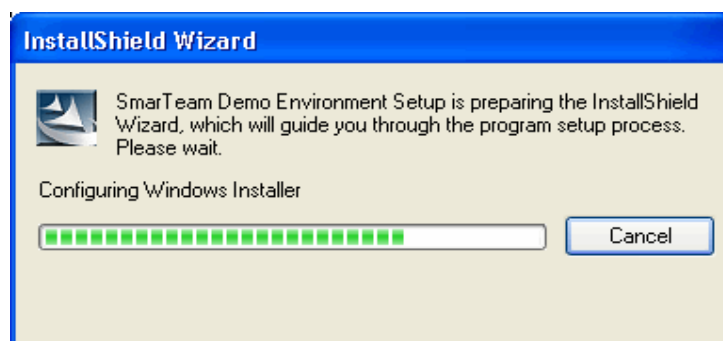 InstallShield Wizard
SmarTeam Demo Environment Setup is preparing the InstallShield
Wizard, which will guide you through the program setup process.
Please wait.
Configuring Windows Installer
Cancel